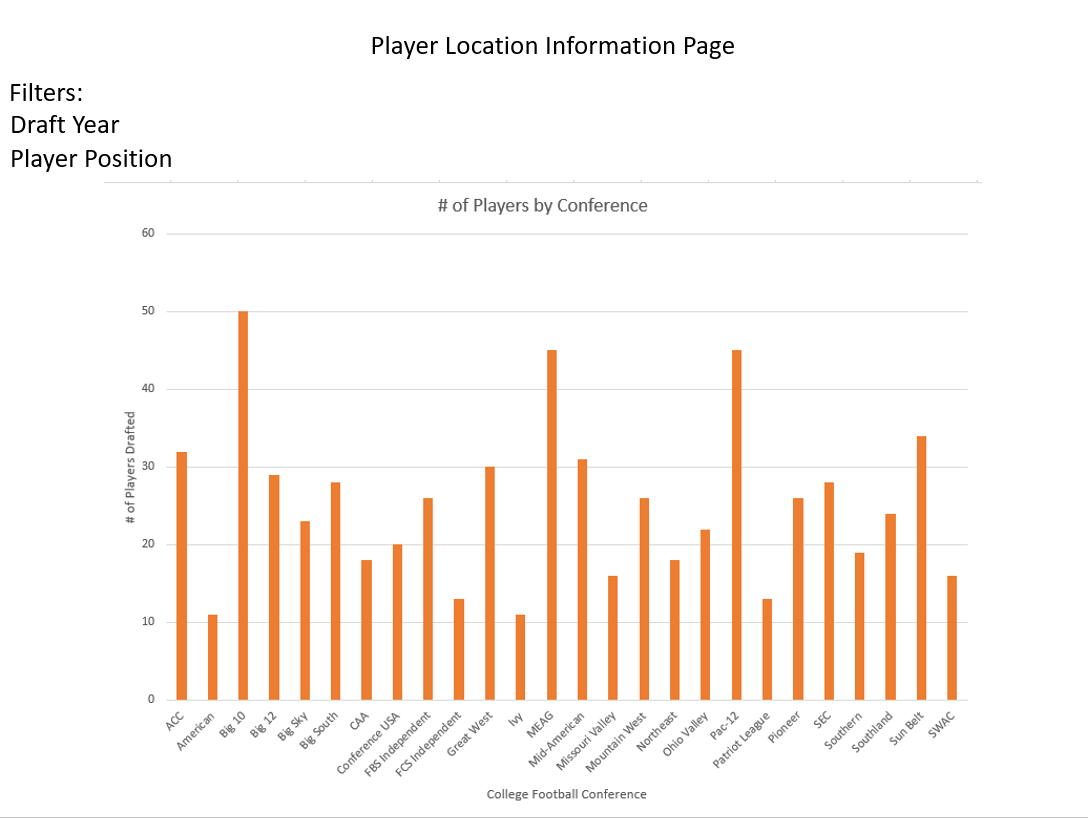 Player Location Information Page
Filters:
Draft Year
Player Position
# of Players by Conference
60
50
40
30
20
10
0
# of Players Drafted
ACC
American
Big 10
Big 12
Big Sky
Big South
CAA
Conference USA
FBS Independent
FCS Independent
Great West
Ivy
MEAG
Mid-American
Missouri Valley
Mountain West
Northeast
Ohio Valley
Pac-12
Patriot League
Pioneer
SEC
Southern
Southland
Sun Belt
SWAC
College Football Conference